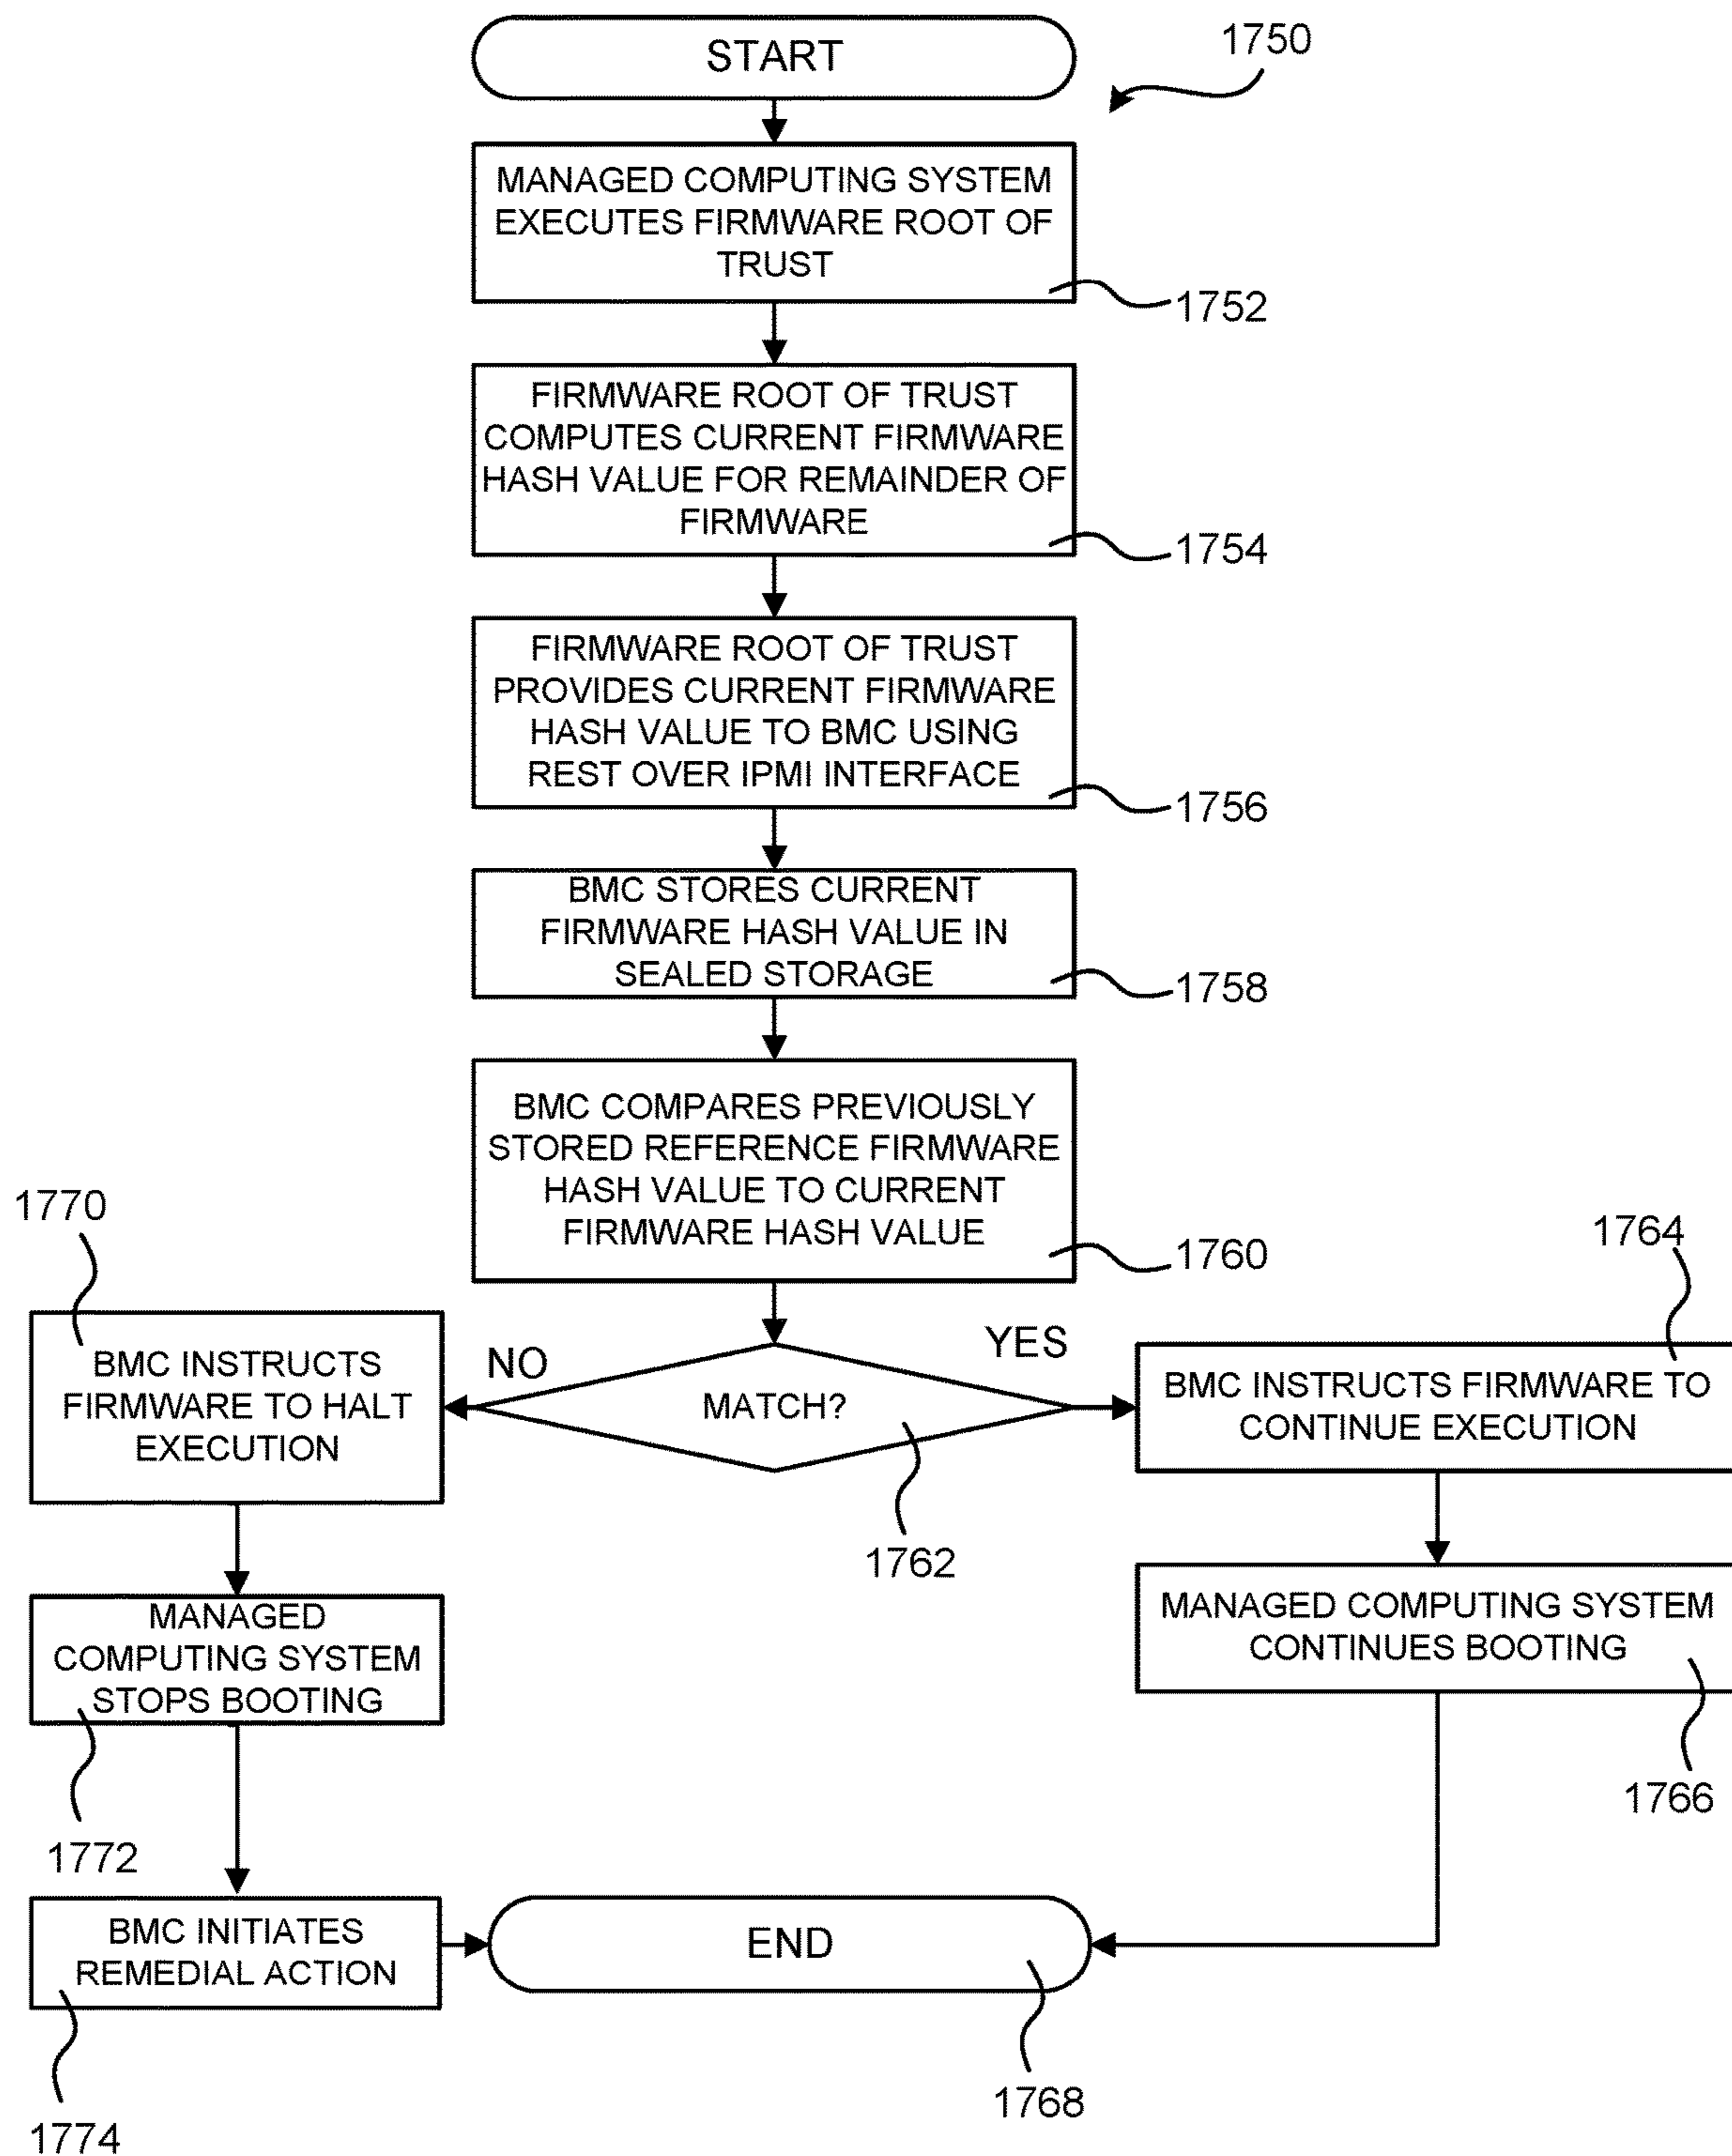 START
1750
MANAGED COMPUTING SYSTEM
EXECUTES FIRMWARE ROOT OF
TRUST
1752
FIRMWARE ROOT OF TRUST
COMPUTES CURRENT FIRMWARE
HASH VALUE FOR REMAINDER OF
FIRMWARE
1754
FIRMWARE ROOT OF TRUST
PROVIDES CURRENT FIRMWARE
HASH VALUE TO BMC USING
REST OVER IPMI INTERFACE
1756
BMC STORES CURRENT
FIRMWARE HASH VALUE IN
SEALED STORAGE
1758
BMC COMPARES PREVIOUSLY
STORED REFERENCE FIRMWARE
HASH VALUE TO CURRENT
FIRMWARE HASH VALUE
1760
MATCH?
1762
NO
YES
1770
BMC INSTRUCTS
FIRMWARE TO HALT
EXECUTION
MANAGED
COMPUTING SYSTEM
STOPS BOOTING
1772
BMC INITIATES
REMEDIAL ACTION
1774
1764
BMC INSTRUCTS FIRMWARE TO
CONTINUE EXECUTION
MANAGED COMPUTING SYSTEM
CONTINUES BOOTING
1766
END
1768